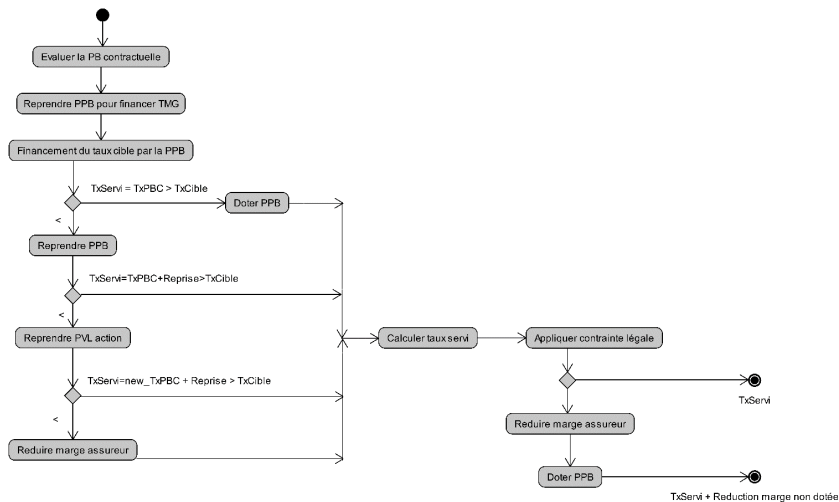 Evaluer la PB contractuelle
Reprendre PPB pour financer TMG
Financement du taux cible par la PPB
TxServi = TxPBC > TxCible
Doter PPB
<
Reprendre PPB
TxServi=TxPBC+Reprise>TxCible
<
Reprendre PVL action
Calculer taux servi
Appliquer contrainte légale
TxServi=new_TxPBC + Reprise > TxCible
TxServi
<
Reduire marge assureur
Reduire marge assureur
Doter PPB
TxServi + Reduction marge non dotée